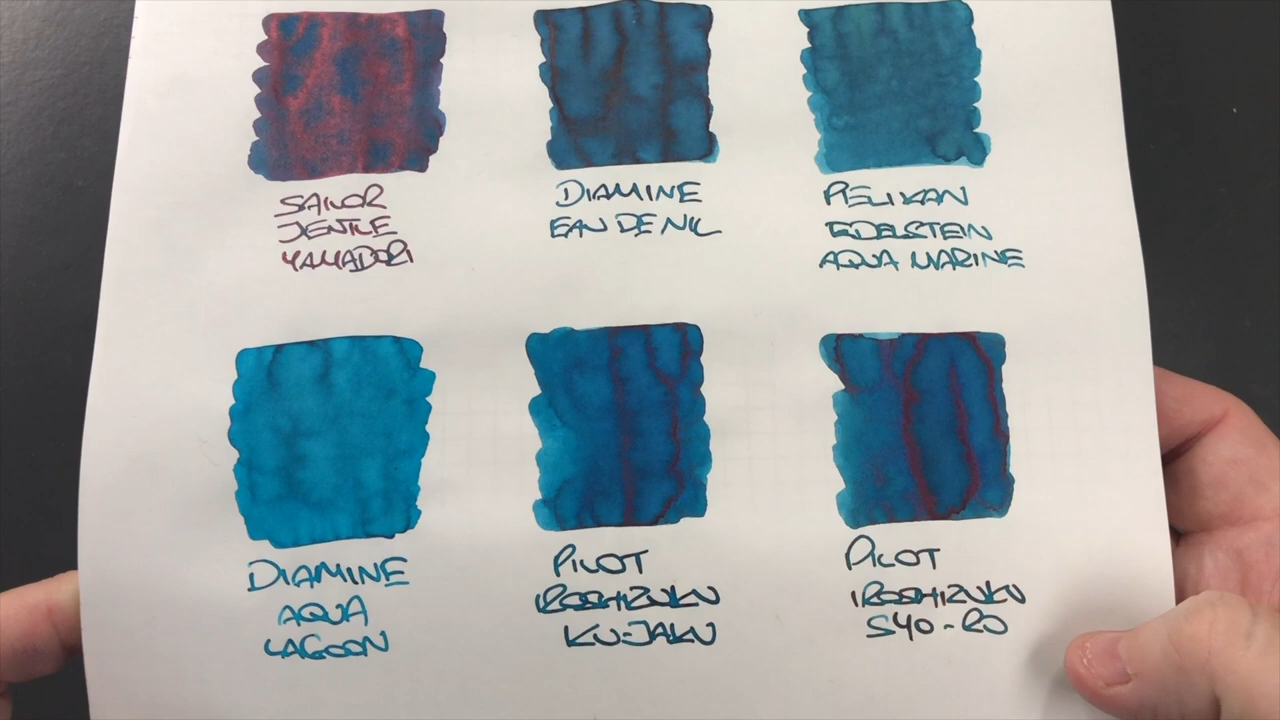 SAILOR
JENTLE
YAMADORI
DIAMINE
EAU DE NIL
PELIKAN
EDELSTEIN
AQUA MARINE
DIAMINE
AQUA
LAGOON
PILOT
IROSHIZUKU
KU-JAKU
PILOT
IROSHIZUKU
SYO-RO